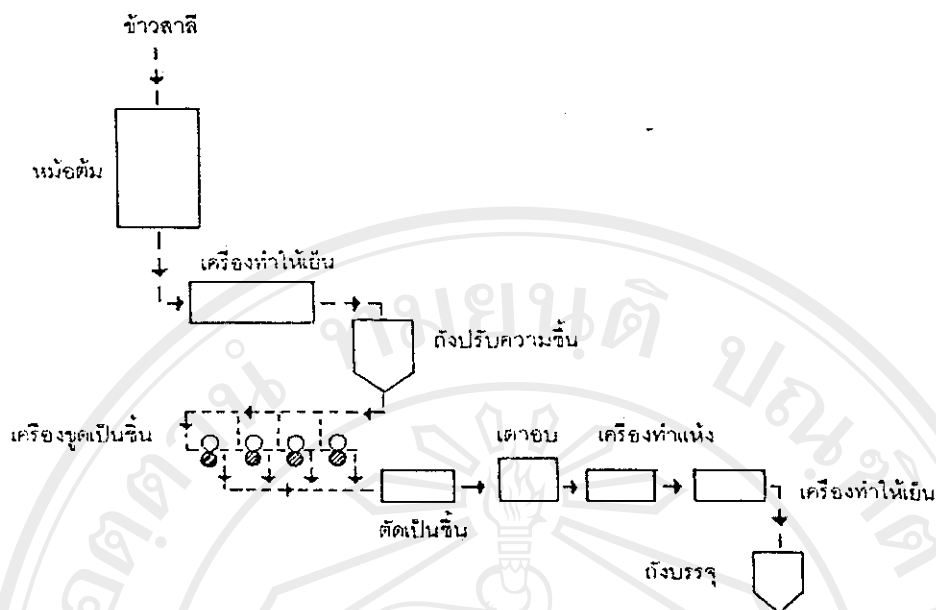 ข้าวสาลี
หม้อต้ม
เครื่องทำให้เย็น
ถังปรับความชื้น
เครื่องขูดเป็นชิ้น
เตาอบ
เครื่องทำแห้ง
เครื่องทำให้เย็น
ตัดเป็นชิ้น
ถังบรรจุ